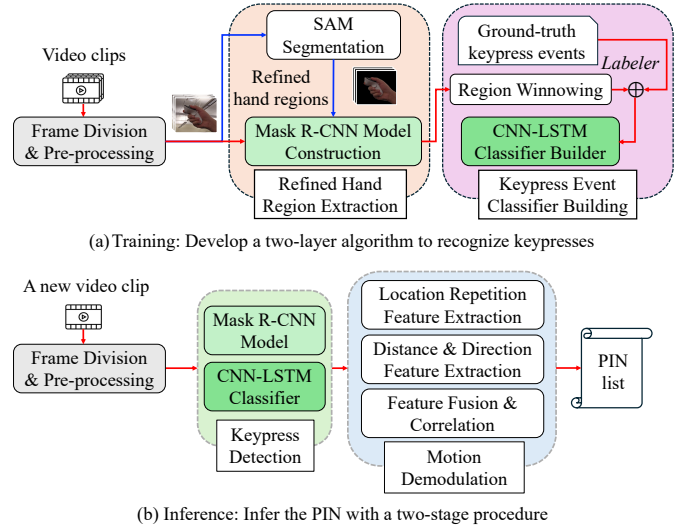 Video clips
Frame Division
& Pre-processing
SAM
Segmentation
Refined
hand regions
Mask R-CNN Model
Construction
Refined Hand
Region Extraction
Ground-truth
keypress events
Labeler
Region Winnowing
CNN-LSTM
Classifier Builder
Keypress Event
Classifier Building
(a) Training: Develop a two-layer algorithm to recognize keypresses
A new video clip
Frame Division
& Pre-processing
Mask R-CNN
Model
CNN-LSTM
Classifier
Keypress
Detection
Location Repetition
Feature Extraction
Distance & Direction
Feature Extraction
Feature Fusion &
Correlation
Motion
Demodulation
PIN
list
(b) Inference: Infer the PIN with a two-stage procedure